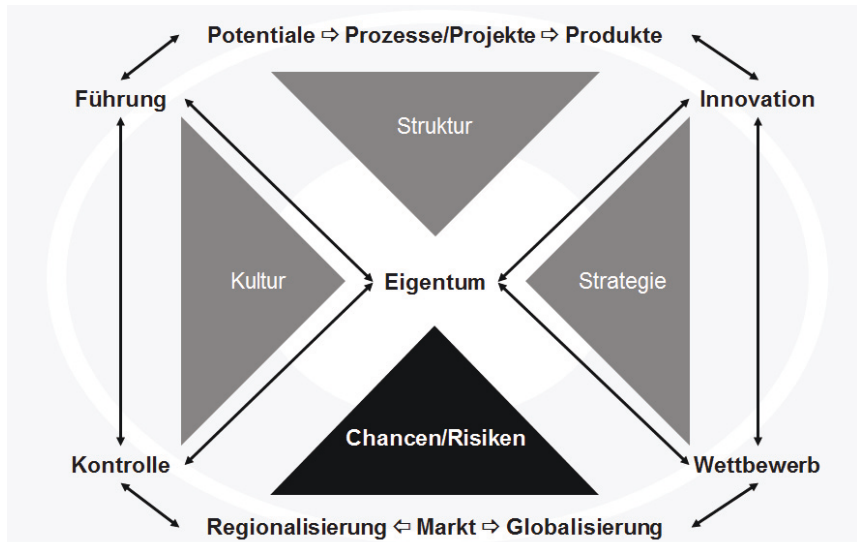 Potentiale ⇨ Prozesse/Projekte ⇨ Produkte
Führung
Innovation
Struktur
Kultur
Eigentum
Strategie
Chancen/Risiken
Kontrolle
Wettbewerb
Regionalisierung ⇦ Markt ⇨ Globalisierung